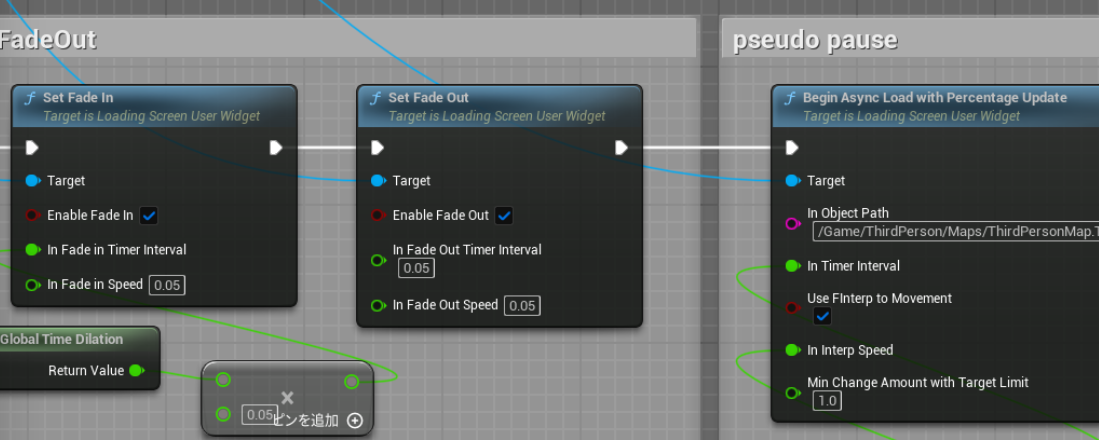 FadeOut
pseudo pause
Set Fade In
Target is Loading Screen User Widget
Target
Enable Fade In
In Fade in Timer Interval
In Fade in Speed 0.05
Set Fade Out
Target is Loading Screen User Widget
Target
Enable Fade Out
In Fade Out Timer Interval
0.05
In Fade Out Speed 0.05
Begin Async Load with Percentage Update
Target is Loading Screen User Widget
Target
In Object Path
/Game/ThirdPerson/Maps/ThirdPersonMap.T
In Timer Interval
Use FInterp to Movement
In Interp Speed
Min Change Amount with Target Limit
1.0
Global Time Dilation
Return Value
0.05
ピンを追加